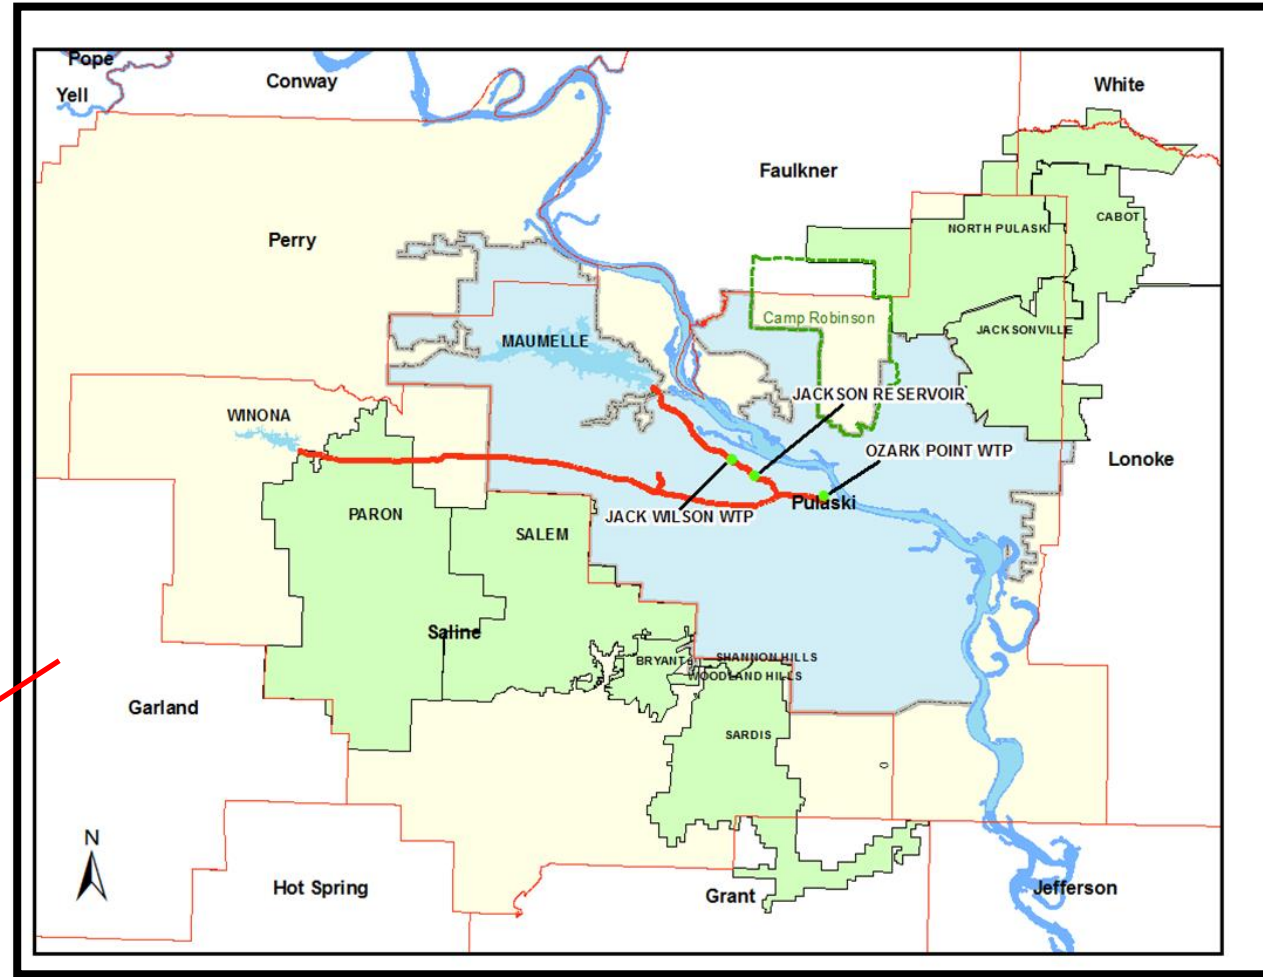 Pope
Conway
Yell
White
Faulkner
Perry
NORTH PULASKI
CABOT
Camp Robinson
JACKSONVILLE
MAUMELLE
JACKSON RESERVOIR
WINONA
OZARK POINT WTP
Lonoke
Pulaski
PARON
JACK WILSON WTP
SALEM
Saline
BRYANT
SHANNON HILLS
WOODLAND HILLS
Garland
SARDIS
N
Hot Spring
Grant
Jefferson